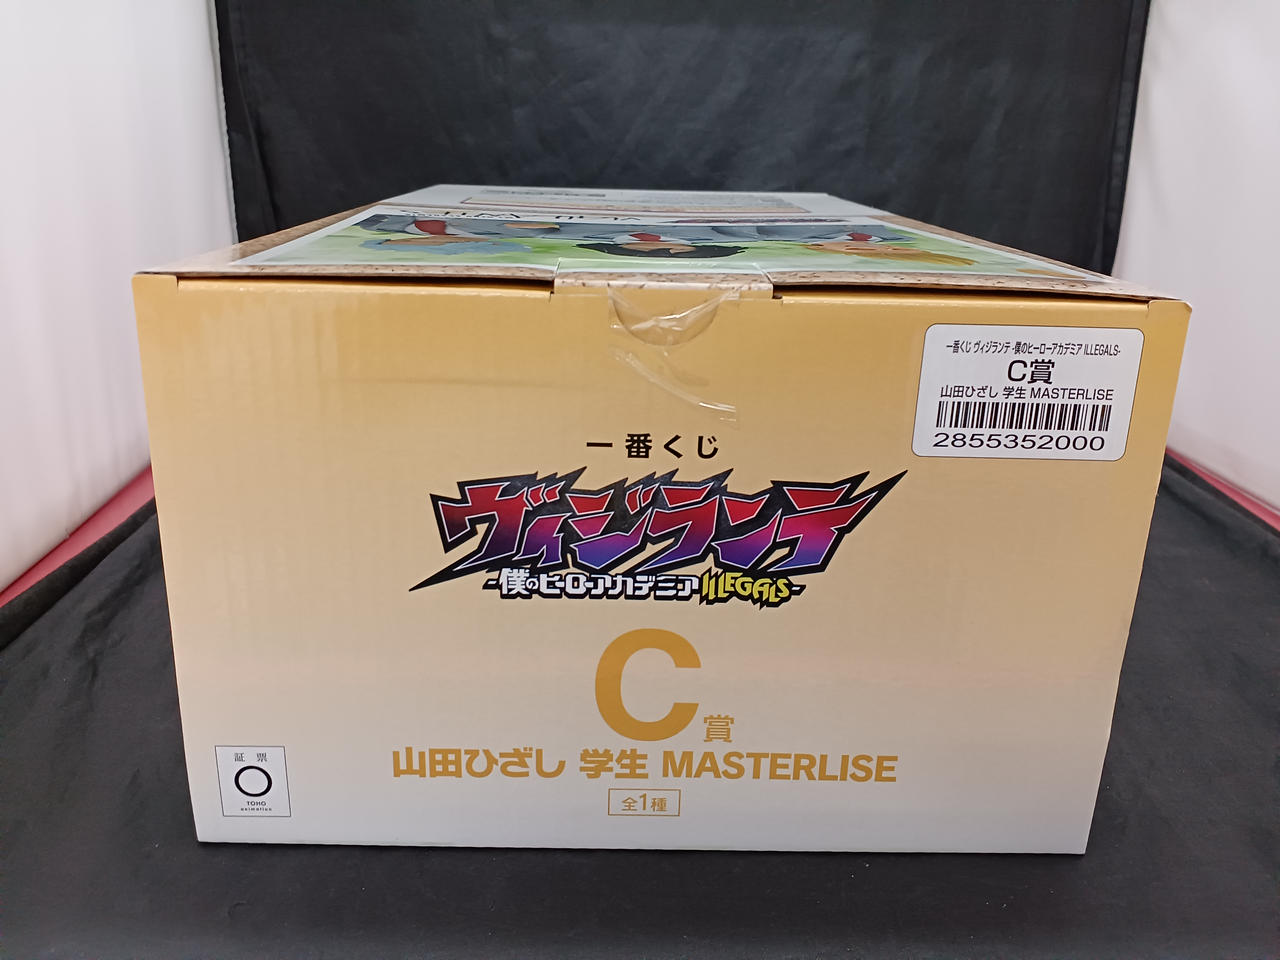 一番くじ ヴィジランテ -僕のヒーローアカデミア ILLEGALS-
C賞
山田ひざし 学生 MASTERLISE
2855352000
一番くじ
ヴィジランテ
-僕のヒーローアカデミア ILLEGALS-
C賞
山田ひざし 学生 MASTERLISE
全1種
証票
TOHO
animation